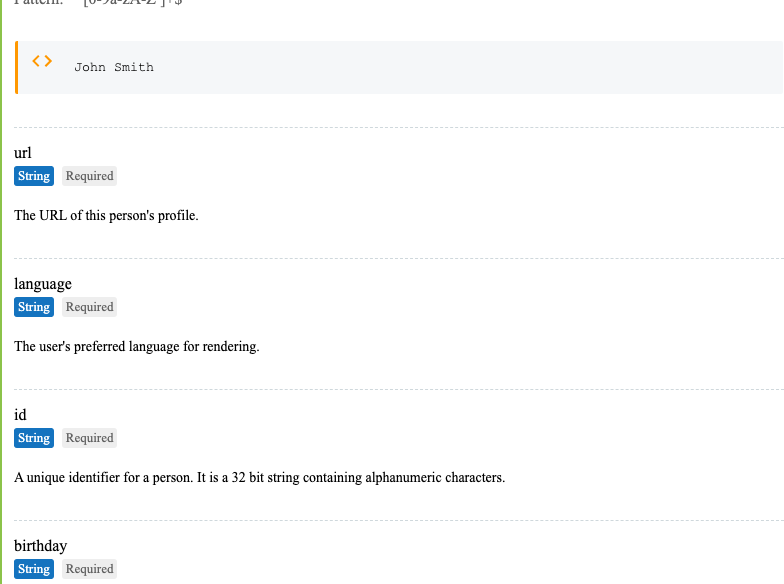 John Smith
url
String Required
The URL of this person's profile.
language
String Required
The user's preferred language for rendering.
id
String Required
A unique identifier for a person. It is a 32 bit string containing alphanumeric characters.
birthday
String Required